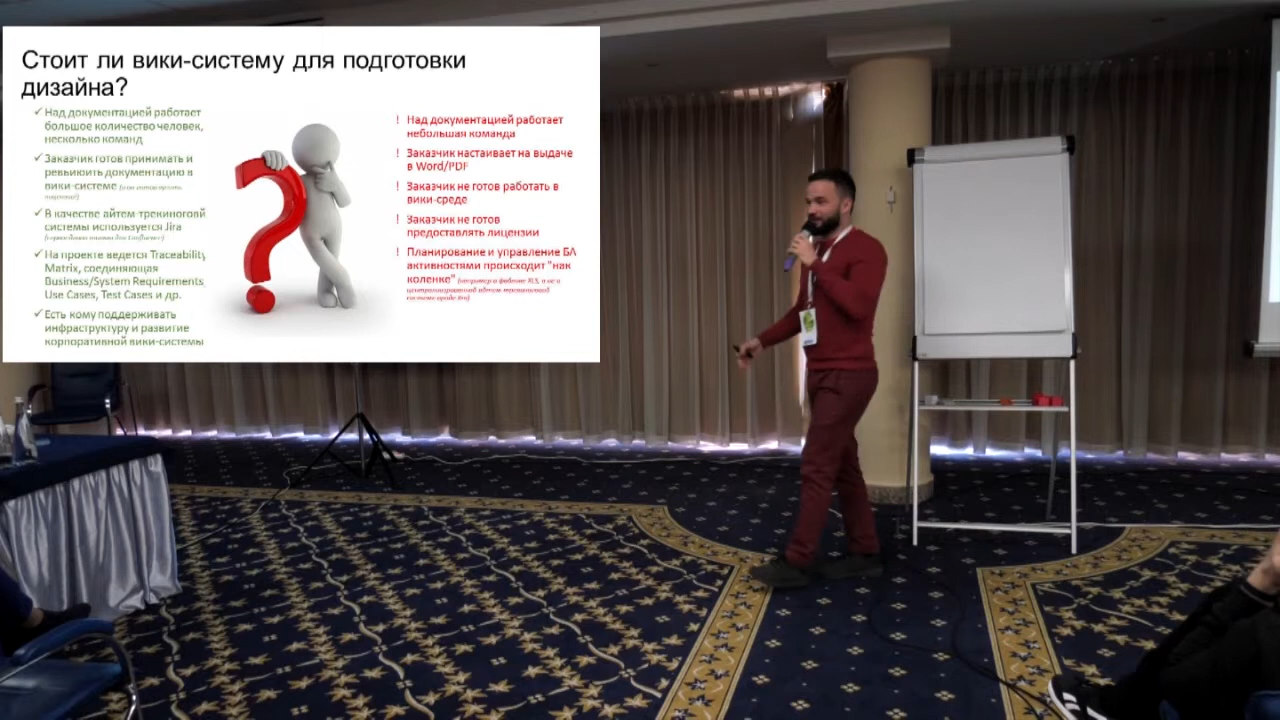 Стоит ли вики-систему для подготовки
дизайна?
✓ Над документацией работает
большое количество человек,
несколько команд
✓ Заказчик готов принимать и
ревьюить документацию в
вики-системе
✓ В качестве айтем-трекинговй
системы используется Jira
✓ На проекте ведется Traceability
Matrix, соединяющая
Business/System Requirements,
Use Cases, Test Cases и др.
✓ Есть кому поддерживать
инфраструктуру и развитие
корпоративной вики-системы
! Над документацией работает
небольшая команда
! Заказчик настаивает на выдаче
в Word/PDF
! Заказчик не готов работать в
вики-среде
! Заказчик не готов
предоставлять лицензии
! Планирование и управление БА
активностями происходит "на
коленке"